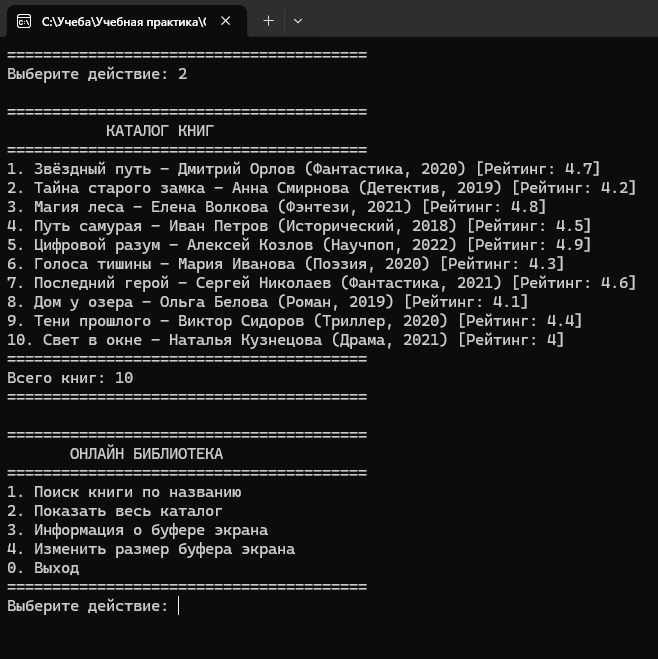 C:\Учеба\Учебная практика\
========================================
Выберите действие: 2
========================================
КАТАЛОГ КНИГ
========================================
1. Звёздный путь – Дмитрий Орлов (Фантастика, 2020) [Рейтинг: 4.7]
2. Тайна старого замка – Анна Смирнова (Детектив, 2019) [Рейтинг: 4.2]
3. Магия леса – Елена Волкова (Фэнтези, 2021) [Рейтинг: 4.8]
4. Путь самурая – Иван Петров (Исторический, 2018) [Рейтинг: 4.5]
5. Цифровой разум – Алексей Козлов (Научпоп, 2022) [Рейтинг: 4.9]
6. Голоса тишины – Мария Иванова (Поэзия, 2020) [Рейтинг: 4.3]
7. Последний герой – Сергей Николаев (Фантастика, 2021) [Рейтинг: 4.6]
8. Дом у озера – Ольга Белова (Роман, 2019) [Рейтинг: 4.1]
9. Тени прошлого – Виктор Сидоров (Триллер, 2020) [Рейтинг: 4.4]
10. Свет в окне – Наталья Кузнецова (Драма, 2021) [Рейтинг: 4]
========================================
Всего книг: 10
========================================
========================================
ОНЛАЙН БИБЛИОТЕКА
========================================
1. Поиск книги по названию
2. Показать весь каталог
3. Информация о буфере экрана
4. Изменить размер буфера экрана
0. Выход
========================================
Выберите действие: